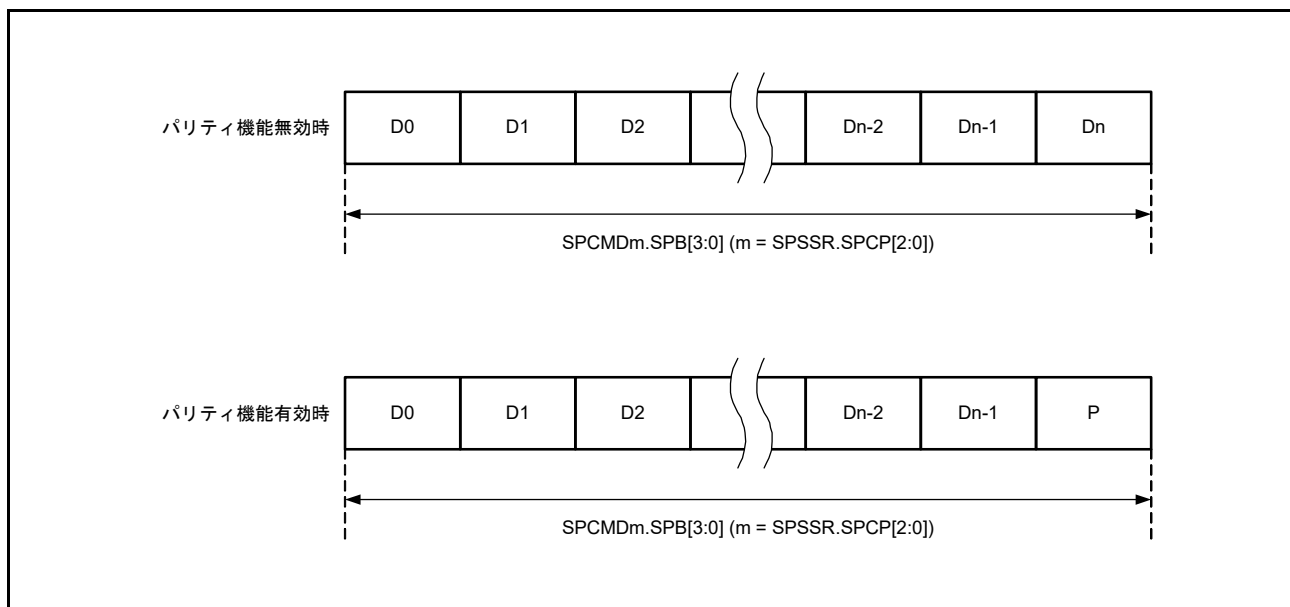 パリティ機能無効時 D0 D1 D2 Dn-2 Dn-1 Dn
SPCMDm.SPB[3:0] (m = SPSSR.SPCP[2:0])
パリティ機能有効時 D0 D1 D2 Dn-2 Dn-1 P
SPCMDm.SPB[3:0] (m = SPSSR.SPCP[2:0])